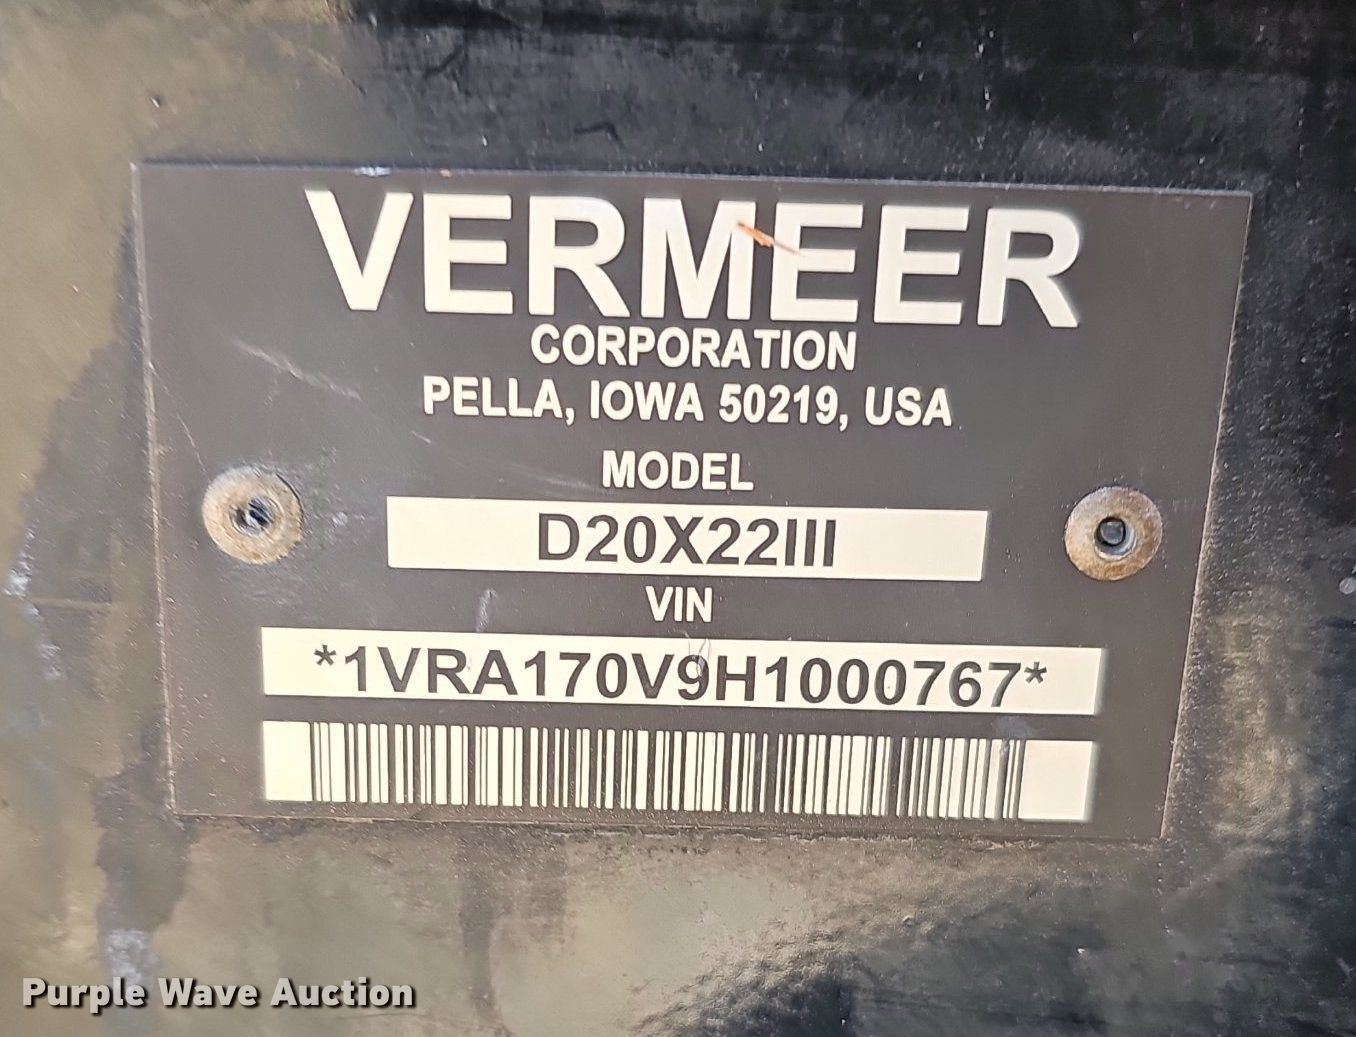 VERMEER
CORPORATION
PELLA, IOWA 50219, USA
MODEL
D20X22III
VIN
*1VRA170V9H1000767*
Purple Wave Auction